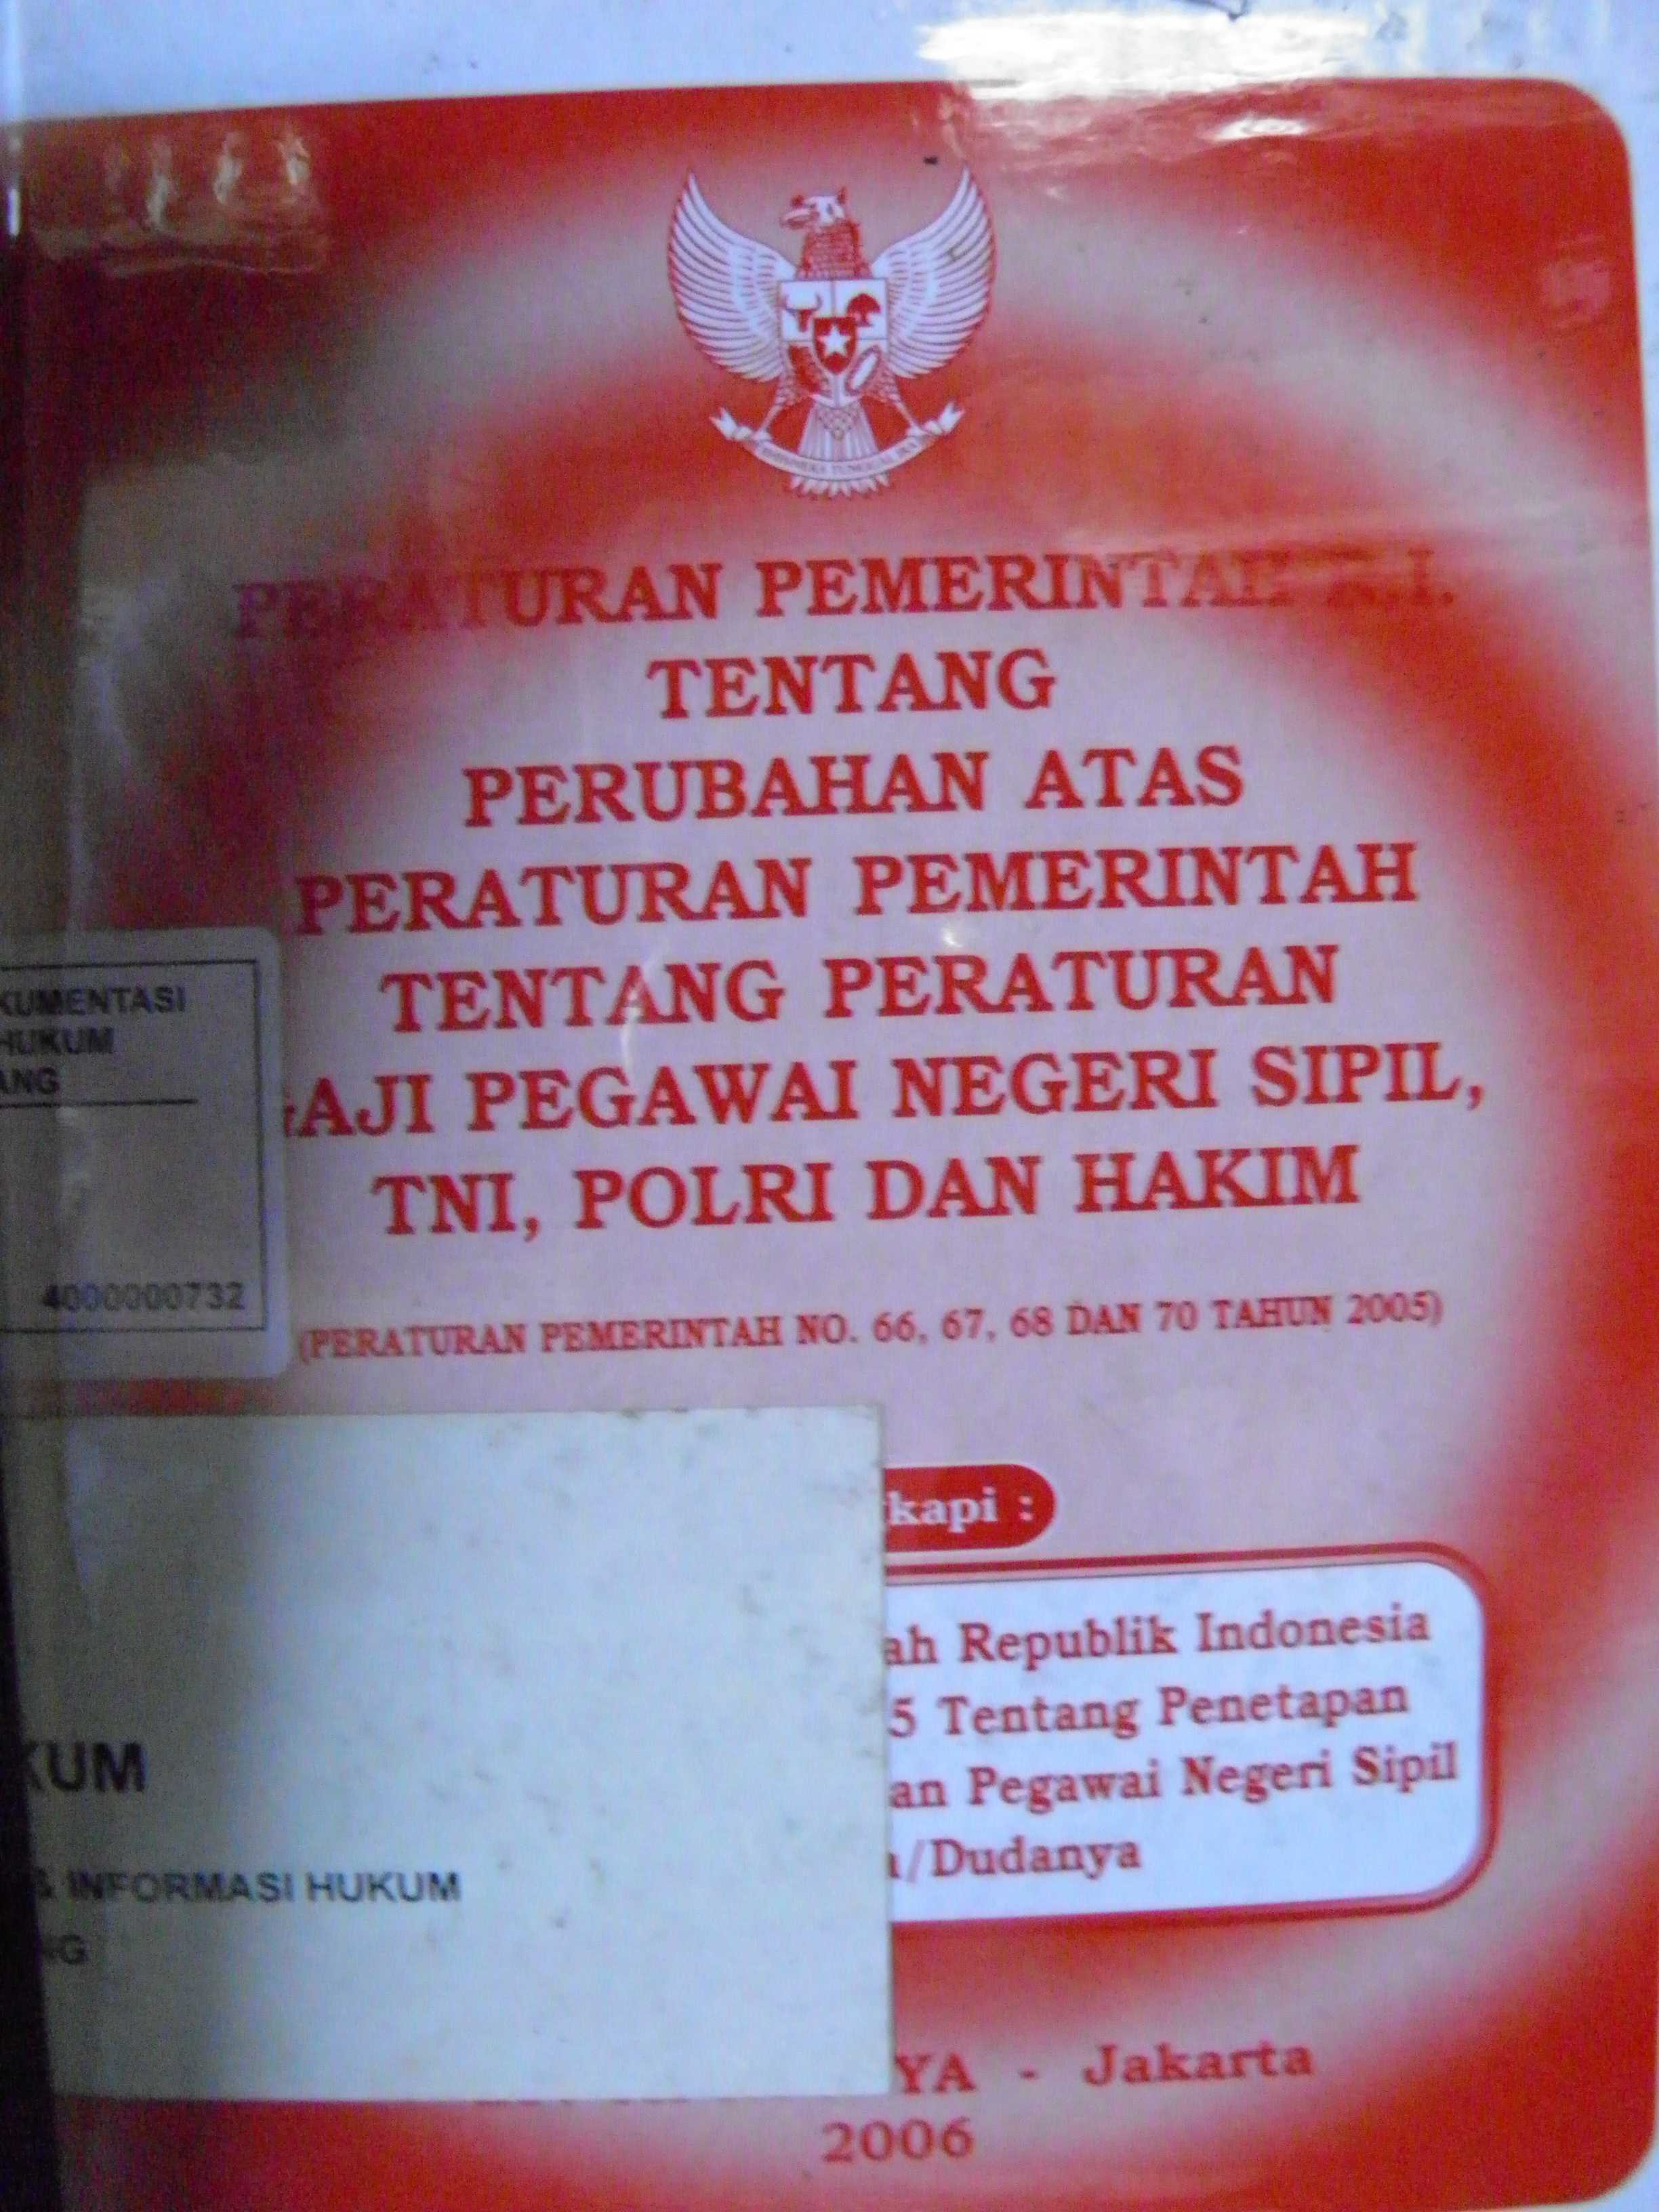 PERATURAN PEMERINTAH R.I.
TENTANG
PERUBAHAN ATAS
PERATURAN PEMERINTAH
TENTANG PERATURAN
GAJI PEGAWAI NEGERI SIPIL,
TNI, POLRI DAN HAKIM
KUMENTASI
HUKUM
ANG
4000000732
(PERATURAN PEMERINTAH NO. 66, 67, 68 DAN 70 TAHUN 2005)
kapi :
ah Republik Indonesia
5 Tentang Penetapan
an Pegawai Negeri Sipil
/Dudanya
KUM
& INFORMASI HUKUM
NG
YA - Jakarta
2006